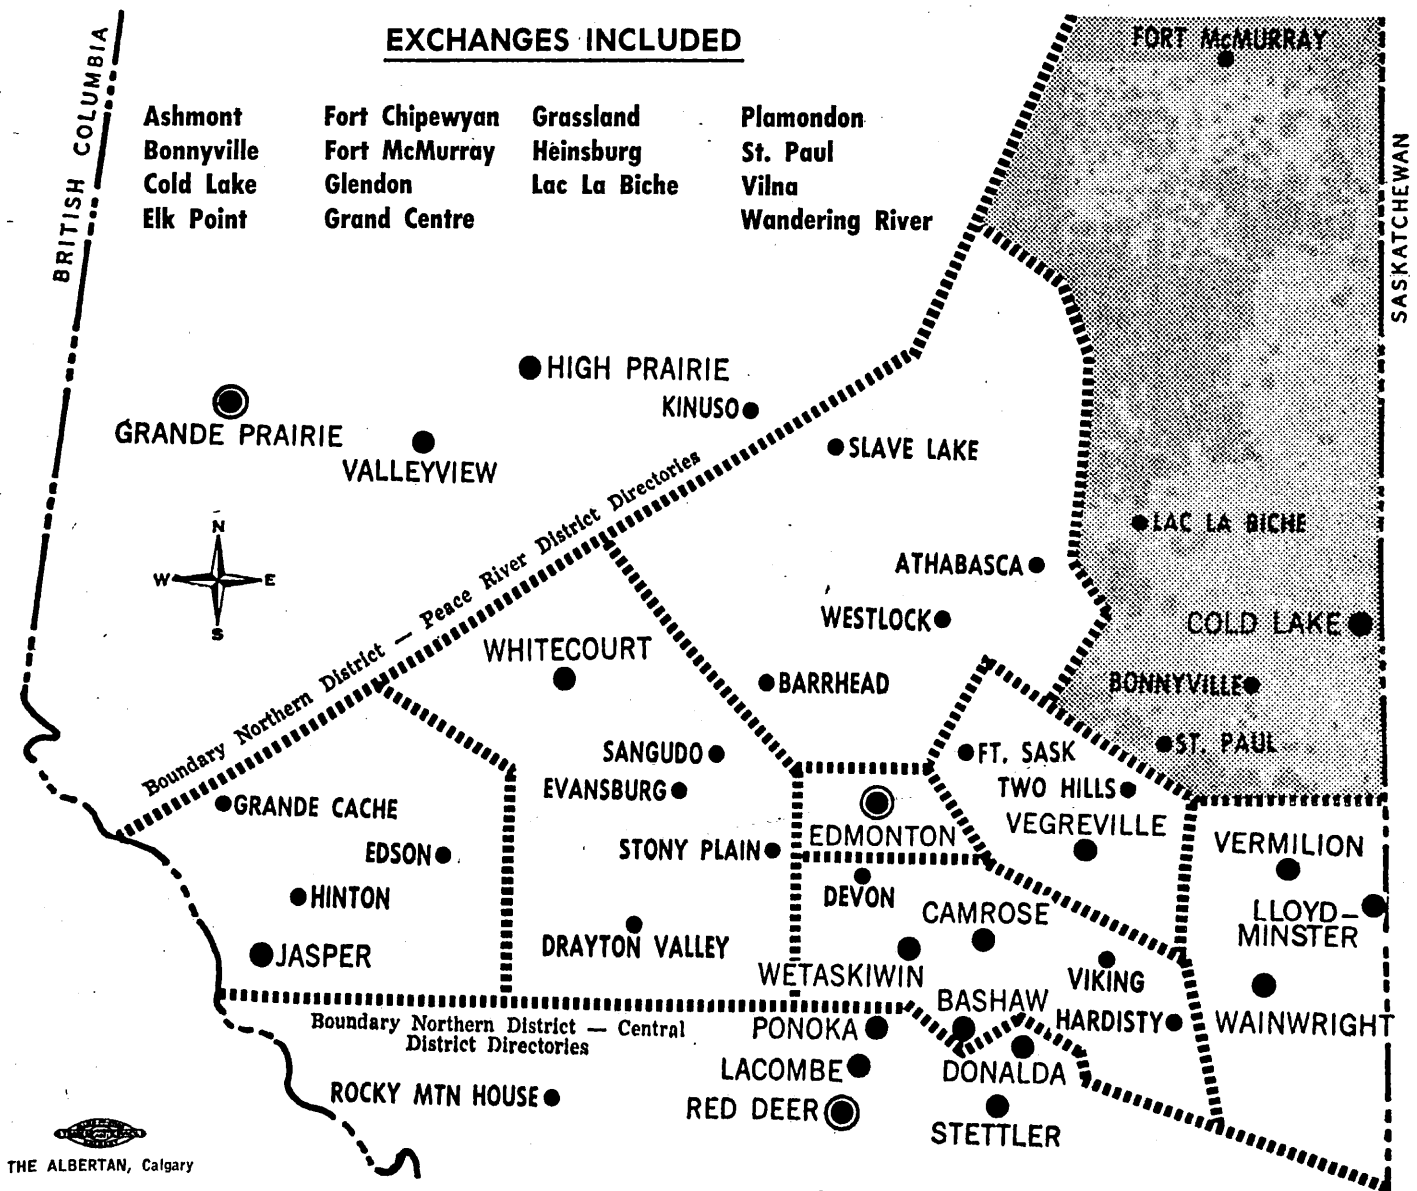 EXCHANGES INCLUDED
Ashmont
Bonnyville
Cold Lake
Elk Point
Fort Chipewyan
Fort McMurray
Glendon
Grand Centre
Grassland
Heinsburg
Lac La Biche
Plamondon
St. Paul
Vilna
Wandering River
BRITISH COLUMBIA
FORT McMURRAY
SASKATCHEWAN
HIGH PRAIRIE
KINUSO
GRANDE PRAIRIE
VALLEYVIEW
SLAVE LAKE
Boundary Northern District — Peace River District Directories
N
W E
S
LAC LA BICHE
ATHABASCA
WESTLOCK
COLD LAKE
WHITECOURT
BARRHEAD
BONNYVILLE
SANGUDO
FT. SASK
ST. PAUL
EVANSBURG
TWO HILLS
GRANDE CACHE
EDMONTON
VEGREVILLE
VERMILION
EDSON
STONY PLAIN
HINTON
DEVON
CAMROSE
LLOYD–
MINSTER
JASPER
DRAYTON VALLEY
WETASKIWIN
VIKING
BASHAW
HARDISTY
WAINWRIGHT
Boundary Northern District — Central
District Directories
PONOKA
LACOMBE
DONALDA
ROCKY MTN HOUSE
RED DEER
STETTLER
THE ALBERTAN, Calgary